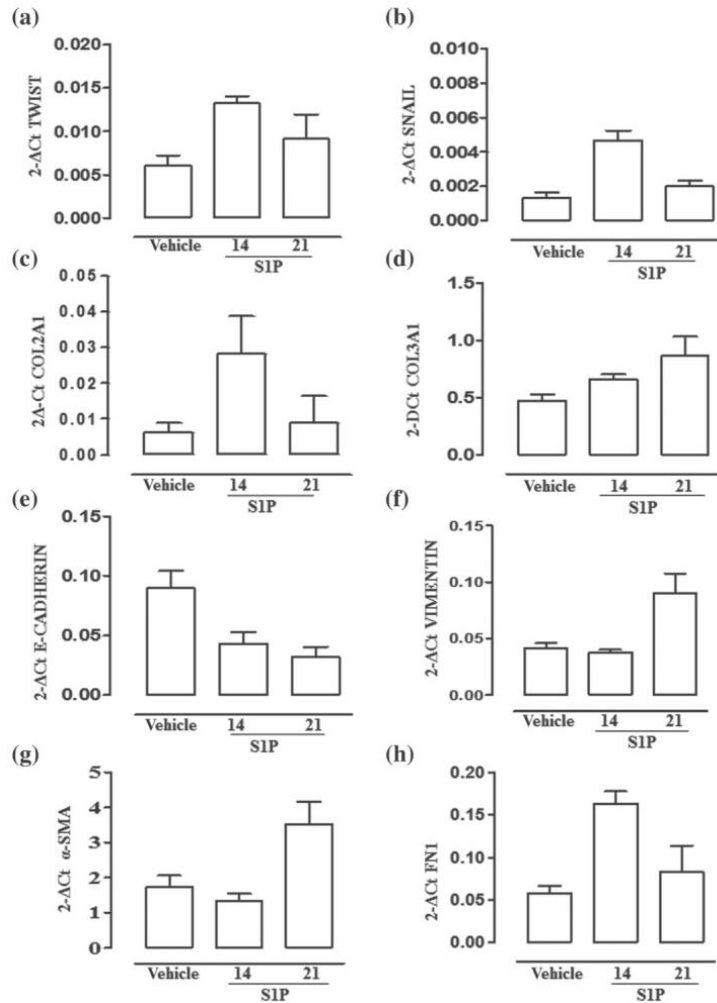 (a)
2-ΔCt TWIST
0.020
0.015
0.010
0.005
0.000
Vehicle 14 21
S1P
(b)
2-ΔCt SNAIL
0.010
0.008
0.006
0.004
0.002
0.000
Vehicle 14 21
S1P
(c)
2Δ-Ct COL2A1
0.05
0.04
0.03
0.02
0.01
0.00
Vehicle 14 21
S1P
(d)
2-DCt COL3A1
1.5
1.0
0.5
0.0
Vehicle 14 21
S1P
(e)
2-ΔCt E-CADHERIN
0.15
0.10
0.05
0.00
Vehicle 14 21
S1P
(f)
2-ΔCt VIMENTIN
0.15
0.10
0.05
0.00
Vehicle 14 21
S1P
(g)
2-ΔCt α-SMA
5
4
3
2
1
0
Vehicle 14 21
S1P
(h)
2-ΔCt FN1
0.20
0.15
0.10
0.05
0.00
Vehicle 14 21
S1P